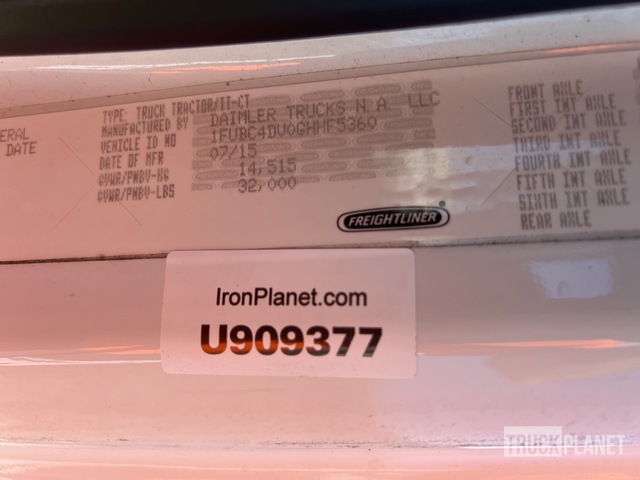 ERAL
DATE
TYPE: TRUCK TRACTOR/TT-CT
MANUFACTURED BY DAIMLER TRUCKS N.A. LLC
VEHICLE ID NO 1FUBC4DV0GHHF5360
DATE OF MFR 07/15
GVWR/PNBV-KG 14,515
GVWR/PNBV-LBS 32,000
FRONT AXLE
FIRST INT AXLE
SECOND INT AXLE
THIRD INT AXLE
FOURTH INT AXLE
FIFTH INT AXLE
SIXTH INT AXLE
REAR AXLE
FREIGHTLINER
IronPlanet.com
U909377
TRUCKPLANET